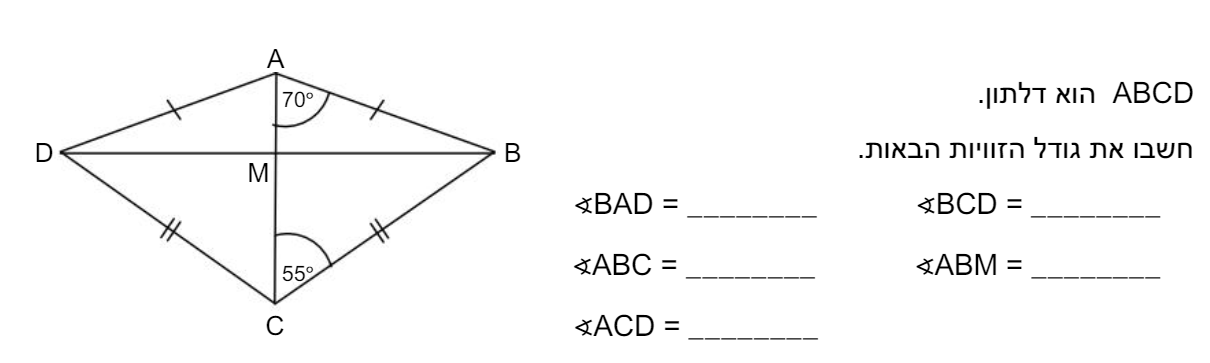 A
70°
D
B
M
55°
C
ABCD הוא דלתון.
חשבו את גודל הזוויות הבאות.
∢BAD = ________ ∢BCD = ________
∢ABC = ________ ∢ABM = ________
∢ACD = ________